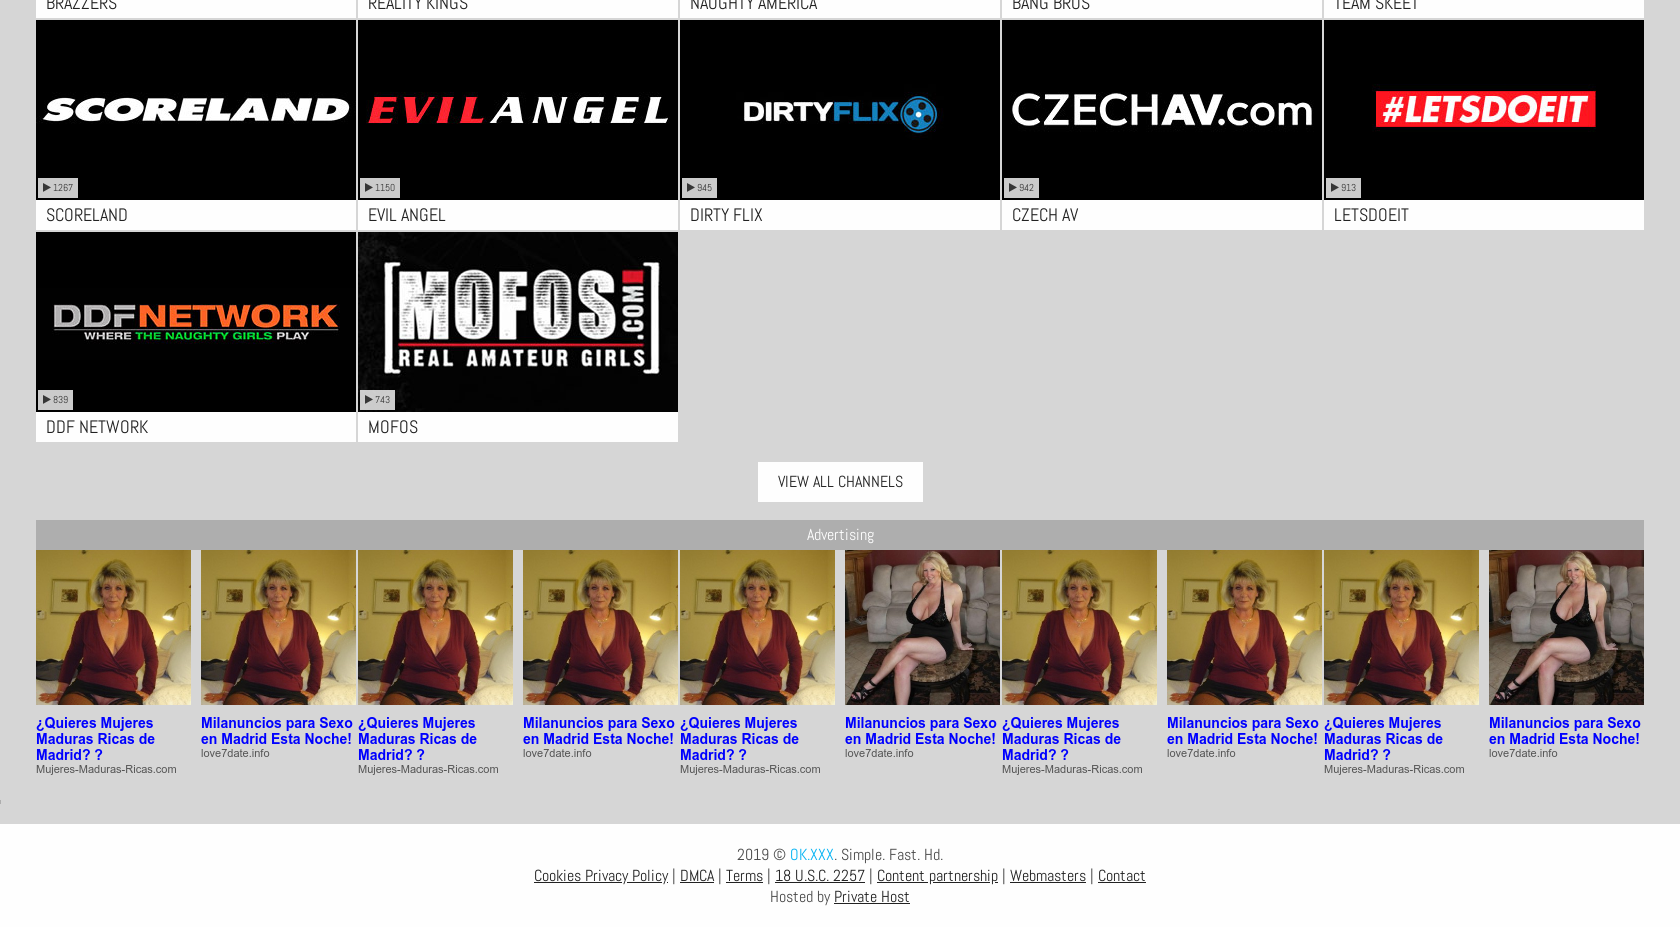 BRAZZERS
REALITY KINGS
NAUGHTY AMERICA
BANG BROS
TEAM SKEET
SCORELAND
EVILANGEL
DIRTYFLIX
CZECHAV.com
#LETSDOEIT
1267
1150
945
942
913
SCORELAND
EVIL ANGEL
DIRTY FLIX
CZECH AV
LETSDOEIT
DDFNETWORK
WHERE THE NAUGHTY GIRLS PLAY
MOFOS.COM
REAL AMATEUR GIRLS
839
743
DDF NETWORK
MOFOS
VIEW ALL CHANNELS
Advertising
¿Quieres Mujeres
Maduras Ricas de
Madrid? ?
Mujeres-Maduras-Ricas.com
Milanuncios para Sexo
en Madrid Esta Noche!
love7date.info
¿Quieres Mujeres
Maduras Ricas de
Madrid? ?
Mujeres-Maduras-Ricas.com
Milanuncios para Sexo
en Madrid Esta Noche!
love7date.info
¿Quieres Mujeres
Maduras Ricas de
Madrid? ?
Mujeres-Maduras-Ricas.com
Milanuncios para Sexo
en Madrid Esta Noche!
love7date.info
¿Quieres Mujeres
Maduras Ricas de
Madrid? ?
Mujeres-Maduras-Ricas.com
Milanuncios para Sexo
en Madrid Esta Noche!
love7date.info
¿Quieres Mujeres
Maduras Ricas de
Madrid? ?
Mujeres-Maduras-Ricas.com
Milanuncios para Sexo
en Madrid Esta Noche!
love7date.info
2019 © OK.XXX. Simple. Fast. Hd.
Cookies Privacy Policy | DMCA | Terms | 18 U.S.C. 2257 | Content partnership | Webmasters | Contact
Hosted by Private Host